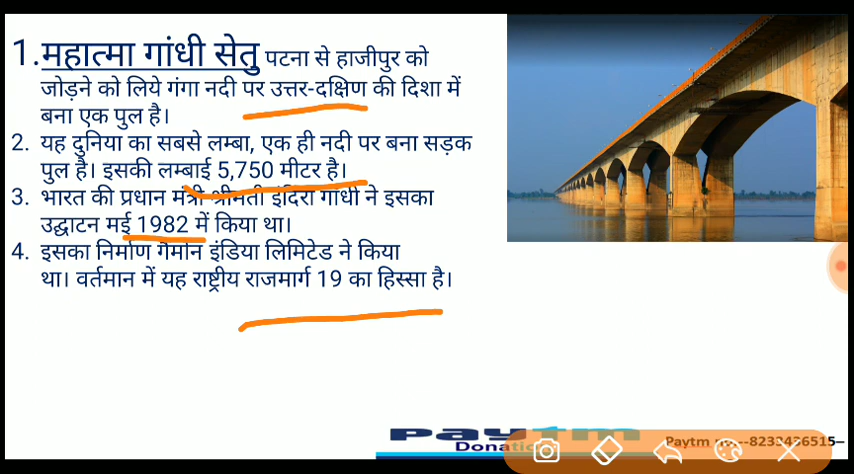 1. महात्मा गांधी सेतु पटना से हाजीपुर को
जोड़ने को लिये गंगा नदी पर उत्तर-दक्षिण की दिशा में
बना एक पुल है।
2. यह दुनिया का सबसे लम्बा, एक ही नदी पर बना सड़क
पुल है। इसकी लम्बाई 5,750 मीटर है।
3. भारत की प्रधान मंत्री श्रीमती इंदिरा गांधी ने इसका
उद्घाटन मई 1982 में किया था।
4. इसका निर्माण गैमोन इंडिया लिमिटेड ने किया
था। वर्तमान में यह राष्ट्रीय राजमार्ग 19 का हिस्सा है।
paytm
Paytm